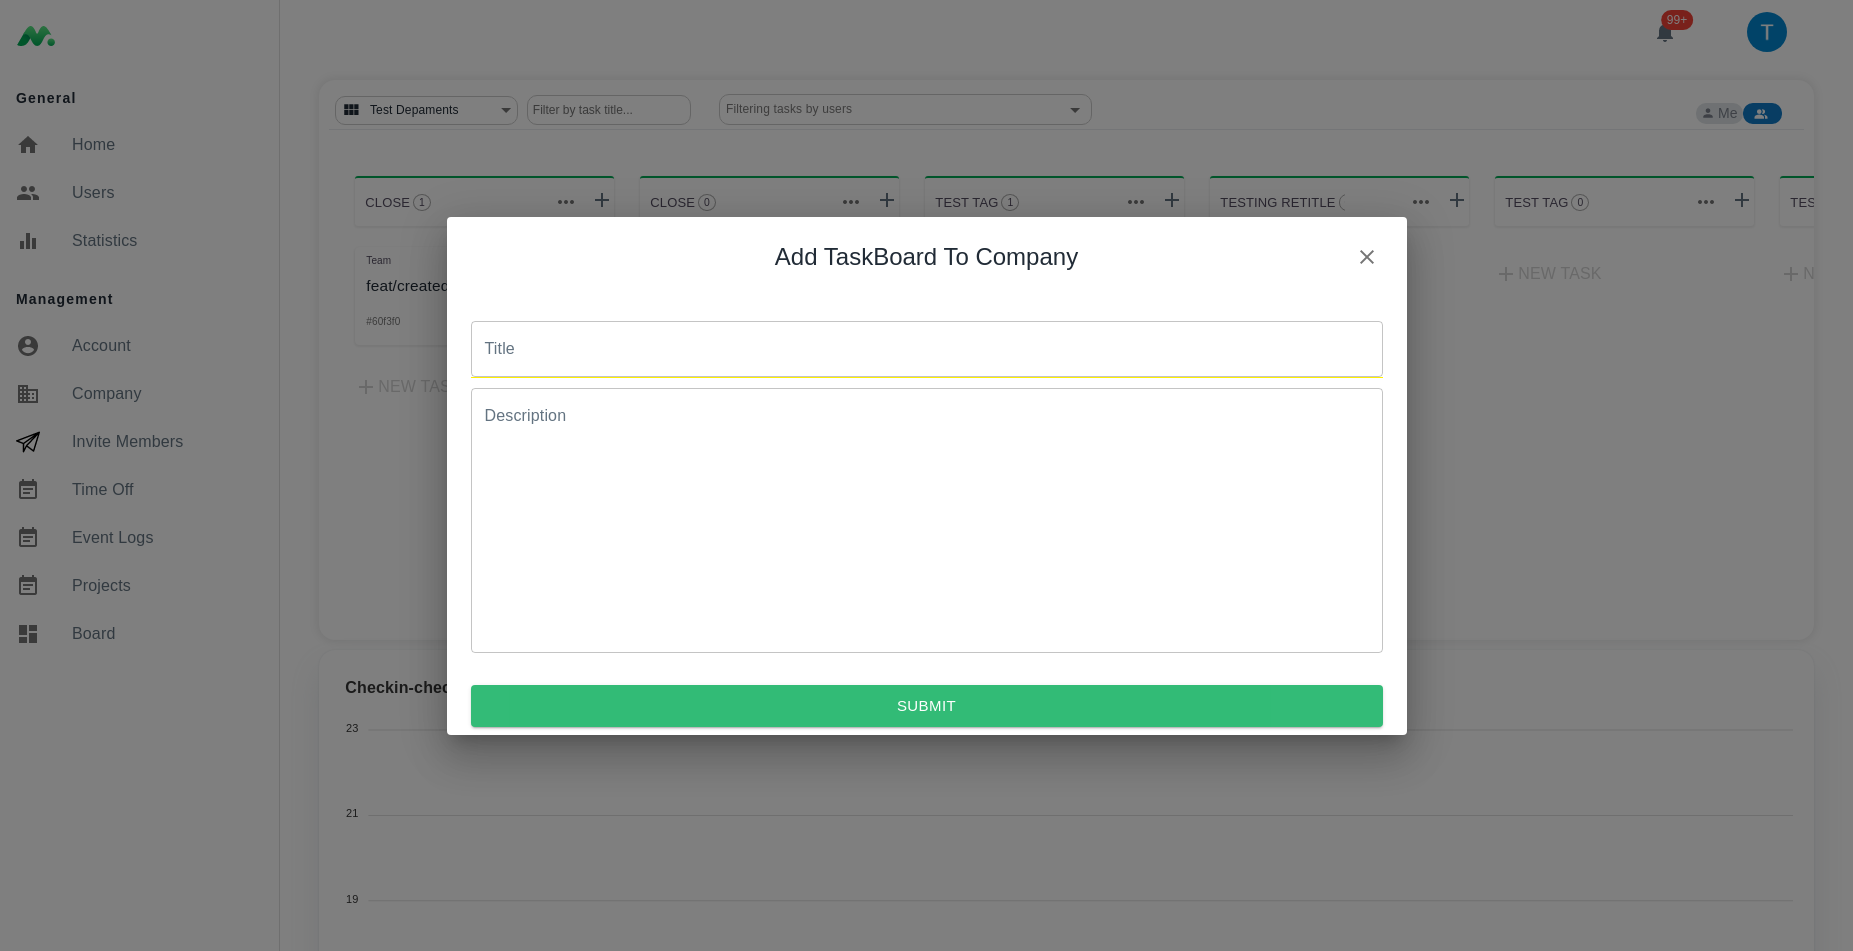 99+
T
General
Home
Users
Statistics
Management
Account
Company
Invite Members
Time Off
Event Logs
Projects
Board
Test Depaments
Filter by task title...
Filtering tasks by users
Me
CLOSE 1
CLOSE 0
TEST TAG 1
TESTING RETITLE
TEST TAG 0
TES
Team
feat/created
#60f3f0
NEW TAS
NEW TASK
N
Add TaskBoard To Company
Title
Description
SUBMIT
Checkin-chec
23
21
19